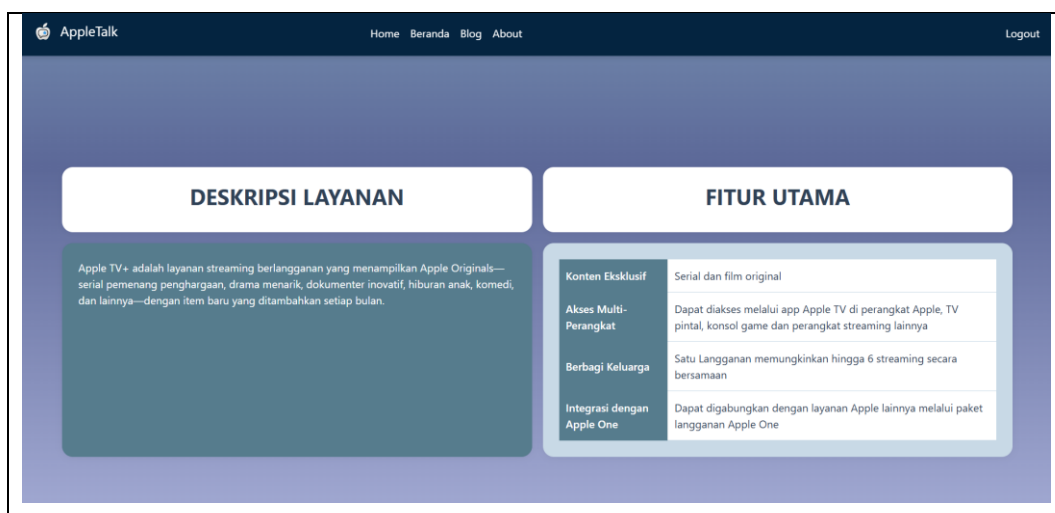 AppleTalk
Home Beranda Blog About
Logout
DESKRIPSI LAYANAN
FITUR UTAMA
Apple TV+ adalah layanan streaming berlangganan yang menampilkan Apple Originals—
serial pemenang penghargaan, drama menarik, dokumenter inovatif, hiburan anak, komedi,
dan lainnya—dengan item baru yang ditambahkan setiap bulan.
Konten Eksklusif
Serial dan film original
Akses Multi-
Perangkat
Dapat diakses melalui app Apple TV di perangkat Apple, TV
pintal, konsol game dan perangkat streaming lainnya
Berbagi Keluarga
Satu Langganan memungkinkan hingga 6 streaming secara
bersamaan
Integrasi dengan
Apple One
Dapat digabungkan dengan layanan Apple lainnya melalui paket
langganan Apple One